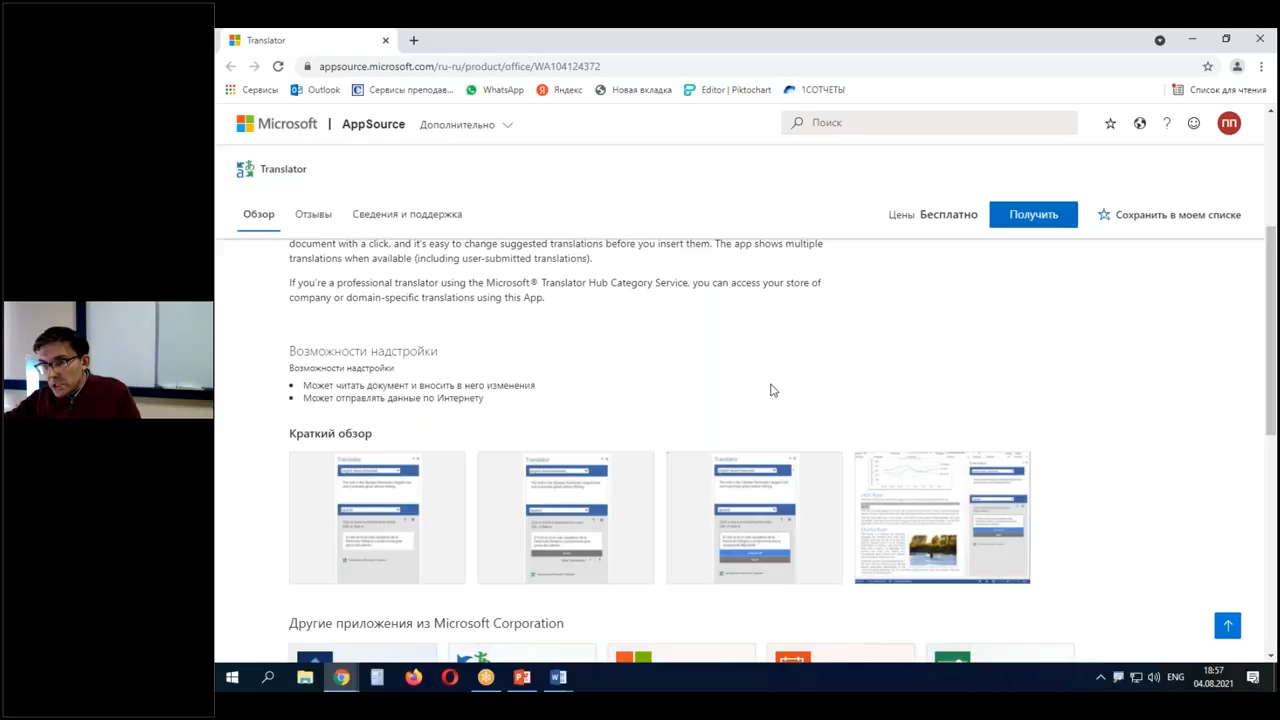 Translator
appsource.microsoft.com/ru-ru/product/office/WA104124372
Сервисы
Outlook
Сервисы преподав...
WhatsApp
Яндекс
Новая вкладка
Editor | Piktochart
1СОТЧЕТЫ
Список для чтения
Microsoft | AppSource
Дополнительно
Поиск
ПП
Translator
Обзор
Отзывы
Сведения и поддержка
Цены Бесплатно
Получить
Сохранить в моем списке
document with a click, and it's easy to change suggested translations before you insert them. The app shows multiple
translations when available (including user-submitted translations).
If you're a professional translator using the Microsoft® Translator Hub Category Service, you can access your store of
company or domain-specific translations using this App.
Возможности надстройки
Возможности надстройки
• Может читать документ и вносить в него изменения
• Может отправлять данные по Интернету
Краткий обзор
Translator
Translator
Translator
Translator
Другие приложения из Microsoft Corporation
ENG
18:57
04.08.2021